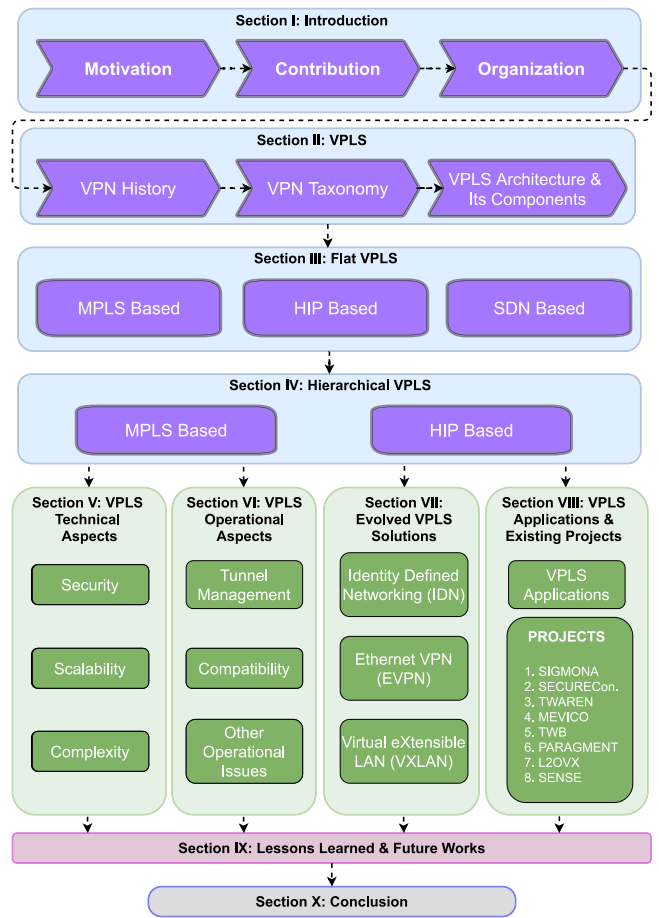 Section I: Introduction
Motivation
Contribution
Organization
Section II: VPLS
VPN History
VPN Taxonomy
VPLS Architecture &
Its Components
Section III: Flat VPLS
MPLS Based
HIP Based
SDN Based
Section IV: Hierarchical VPLS
MPLS Based
HIP Based
Section V: VPLS
Technical
Aspects
Security
Scalability
Complexity
Section VI: VPLS
Operational
Aspects
Tunnel
Management
Compatibility
Other
Operational
Issues
Section VII:
Evolved VPLS
Solutions
Identity Defined
Networking (IDN)
Ethernet VPN
(EVPN)
Virtual eXtensible
LAN (VXLAN)
Section VIII: VPLS
Applications &
Existing Projects
VPLS
Applications
PROJECTS
1. SIGMONA
2. SECURECon.
3. TWAREN
4. MEVICO
5. TWB
6. PARAGMENT
7. L2OVX
8. SENSE
Section IX: Lessons Learned & Future Works
Section X: Conclusion